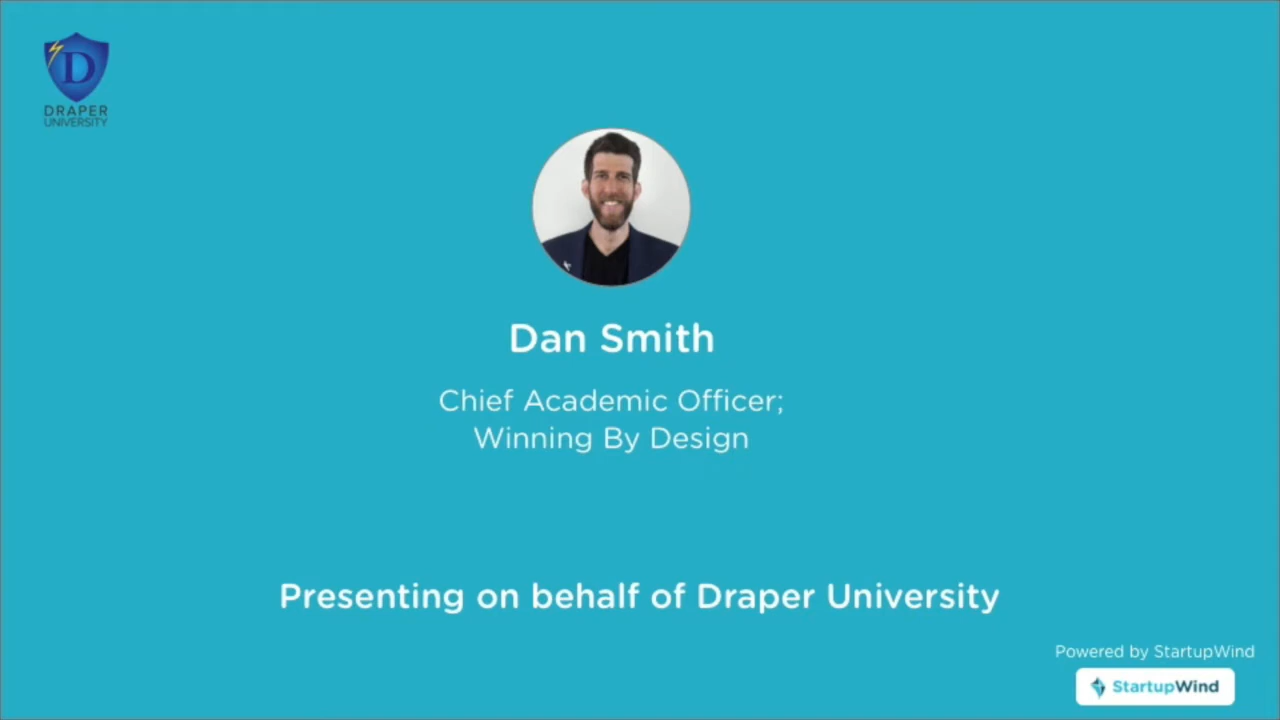 D
DRAPER
UNIVERSITY
Dan Smith
Chief Academic Officer;
Winning By Design
Presenting on behalf of Draper University
Powered by StartupWind
StartupWind